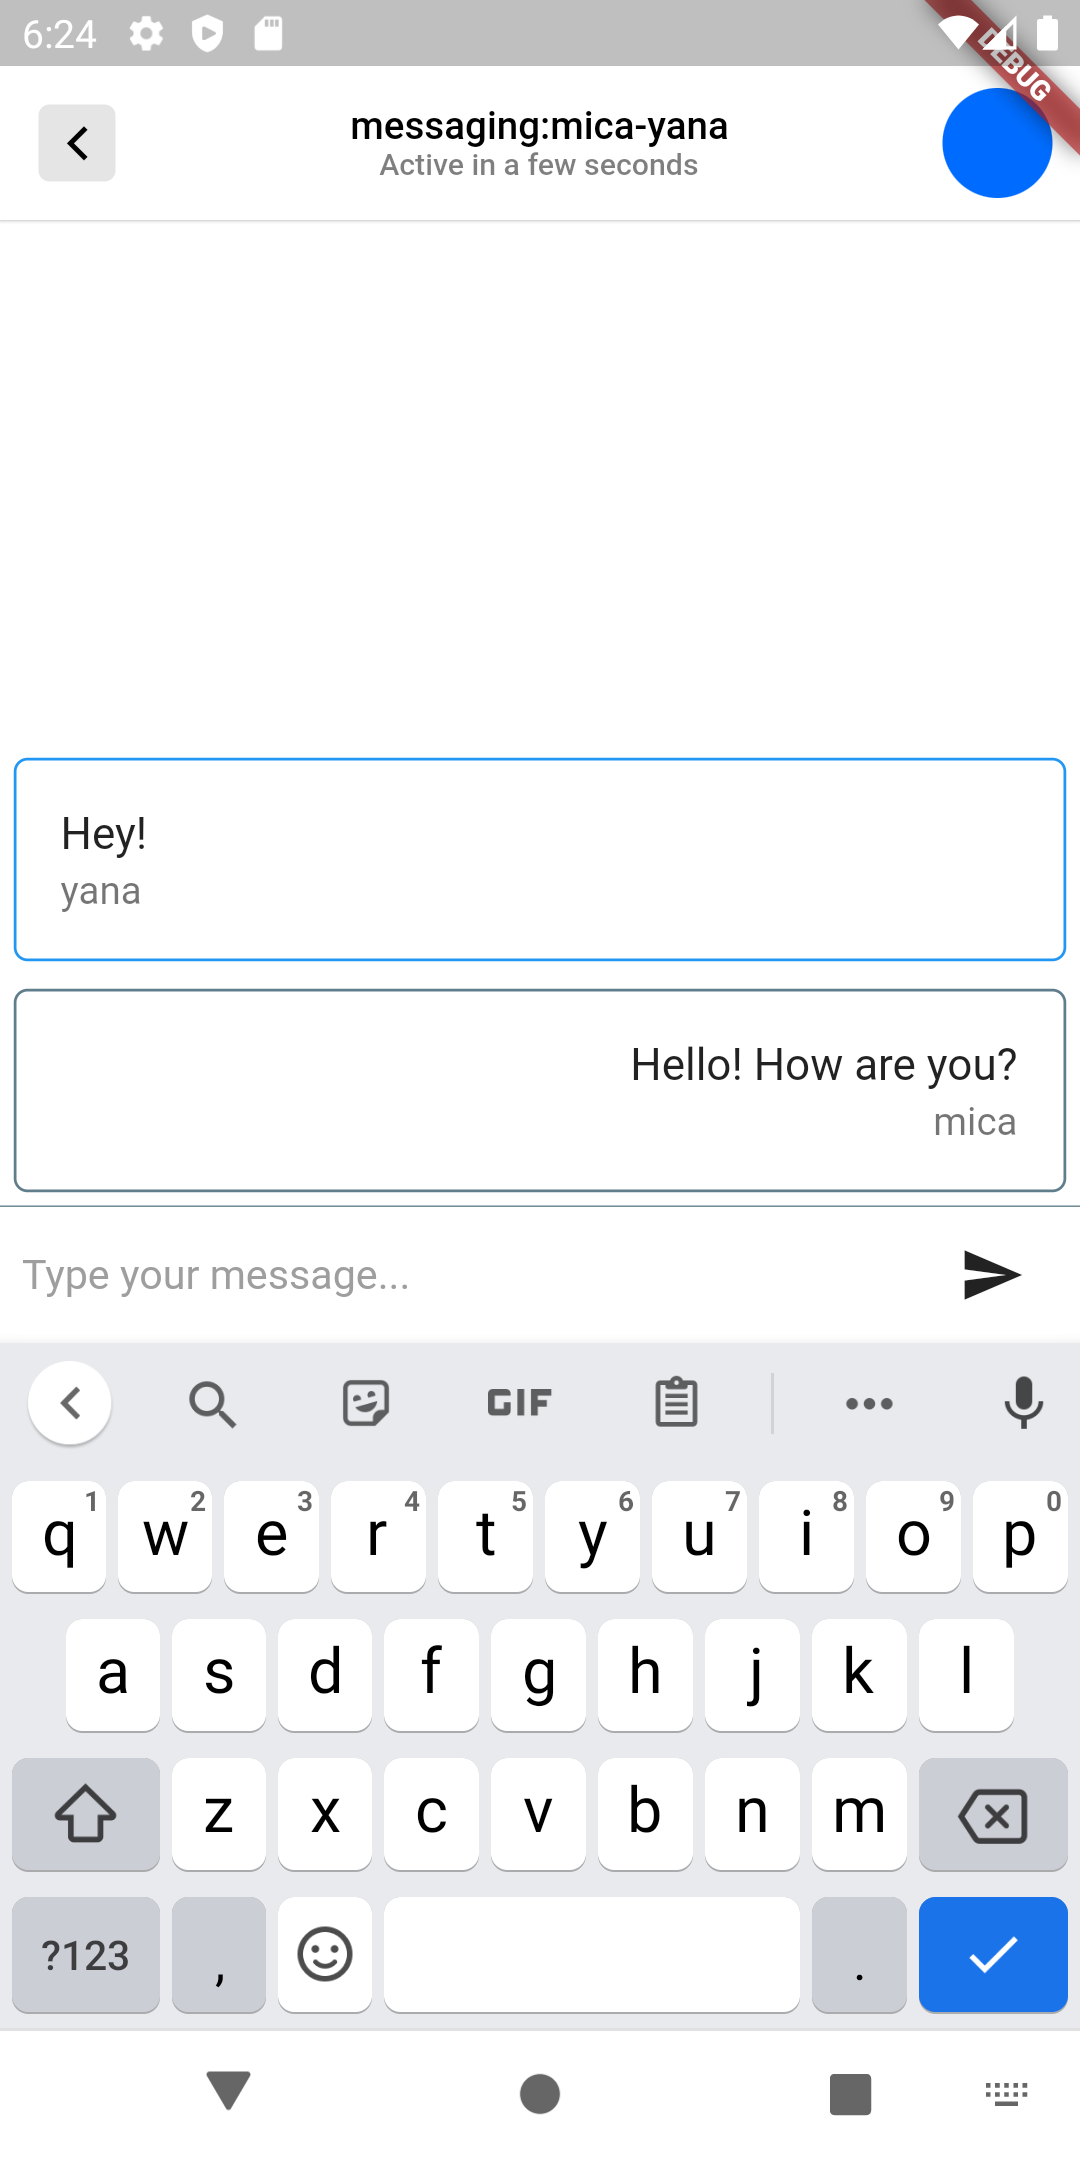 6:24
DEBUG
messaging:mica-yana
Active in a few seconds
Hey!
yana
Hello! How are you?
mica
Type your message...
GIF
q 1 w 2 e 3 r 4 t 5 y 6 u 7 i 8 o 9 p 0
a s d f g h j k l
z x c v b n m
?123 , .